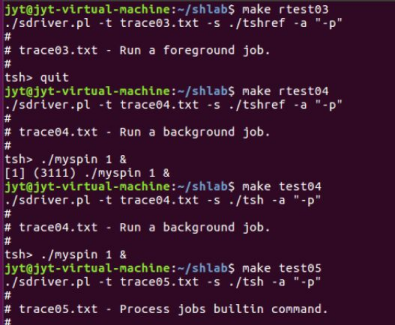 jyt@jyt-virtual-machine:~/shlab$ make rtest03
./sdriver.pl -t trace03.txt -s ./tshref -a "-p"
#
# trace03.txt - Run a foreground job.
#
tsh> quit
jyt@jyt-virtual-machine:~/shlab$ make rtest04
./sdriver.pl -t trace04.txt -s ./tshref -a "-p"
#
# trace04.txt - Run a background job.
#
tsh> ./myspin 1 &
[1] (3111) ./myspin 1 &
jyt@jyt-virtual-machine:~/shlab$ make test04
./sdriver.pl -t trace04.txt -s ./tsh -a "-p"
#
# trace04.txt - Run a background job.
#
tsh> ./myspin 1 &
jyt@jyt-virtual-machine:~/shlab$ make test05
./sdriver.pl -t trace05.txt -s ./tsh -a "-p"
#
# trace05.txt - Process jobs builtin command.
#